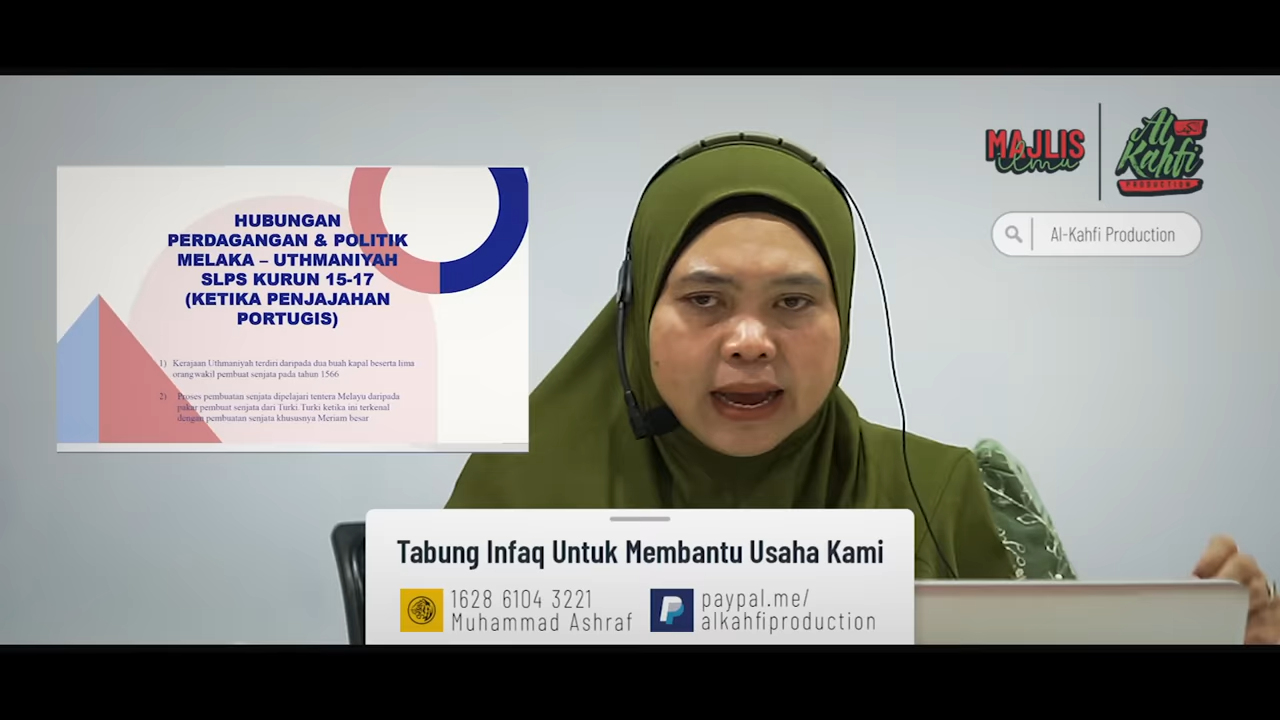 HUBUNGAN
PERDAGANGAN & POLITIK
MELAKA – UTHMANIYAH
SLPS KURUN 15-17
(KETIKA PENJAJAHAN
PORTUGIS)
1) Kerajaan Uthmaniyah terdiri daripada dua buah kapal beserta lima
orang wakil pembuat senjata pada tahun 1566
2) Proses pembuatan senjata dipelajari tentera Melayu daripada
pakar pembuat senjata dari Turki. Turki ketika ini terkenal
dengan pembuatan senjata khususnya Meriam besar
MAJLIS
Ilmu
Al
Kahfi
PRODUCTION
Al-Kahfi Production
Tabung Infaq Untuk Membantu Usaha Kami
1628 6104 3221
Muhammad Ashraf
paypal.me/
alkahfiproduction